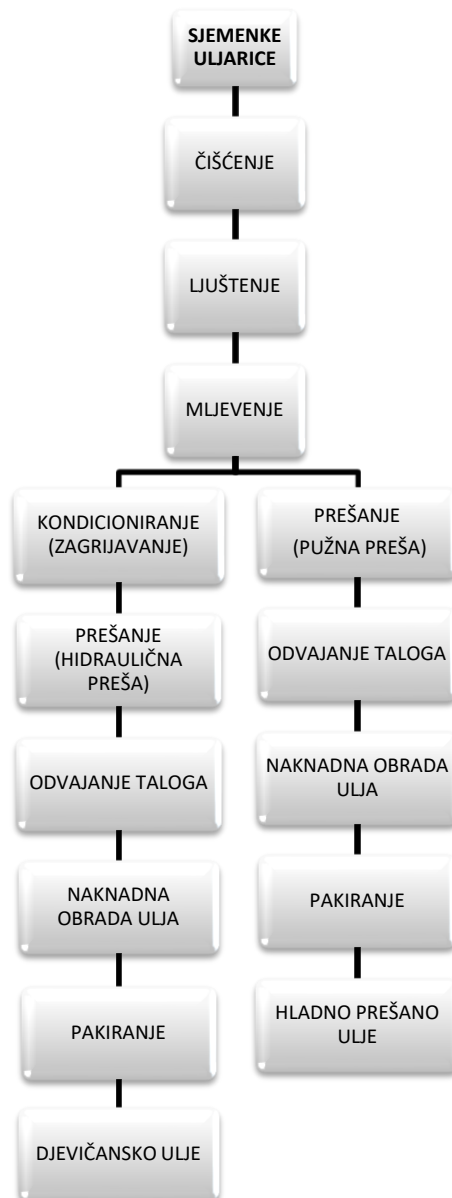 SJEMENKE
ULJARICE
ČIŠĆENJE
LJUŠTENJE
MLJEVENJE
KONDICIONIRANJE
(ZAGRIJAVANJE)
PREŠANJE
(HIDRAULIČNA
PREŠA)
ODVAJANJE TALOGA
NAKNADNA
OBRADA ULJA
PAKIRANJE
DJEVIČANSKO ULJE
PREŠANJE
(PUŽNA PREŠA)
ODVAJANJE TALOGA
NAKNADNA OBRADA
ULJA
PAKIRANJE
HLADNO PREŠANO
ULJE